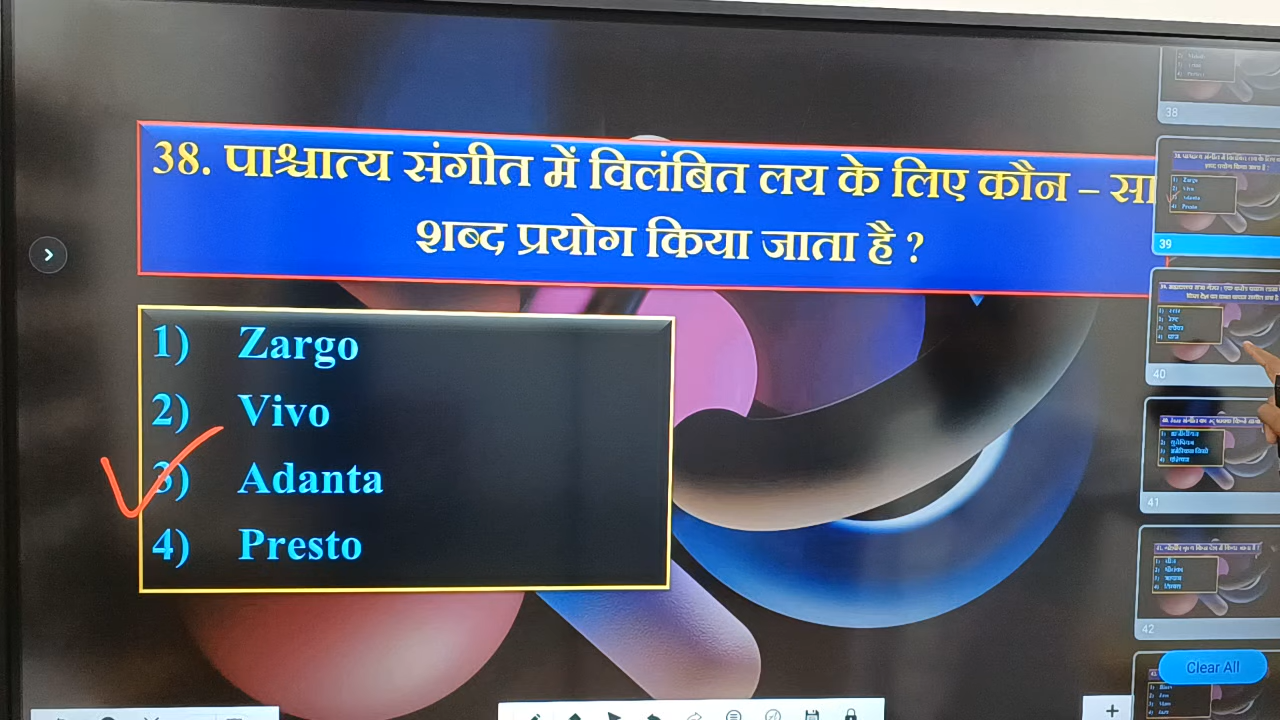 38. पाश्चात्य संगीत में विलंबित लय के लिए कौन – सा
शब्द प्रयोग किया जाता है ?
1) Zargo
2) Vivo
3) Adanta
4) Presto
38
39
40
41
42
Clear All